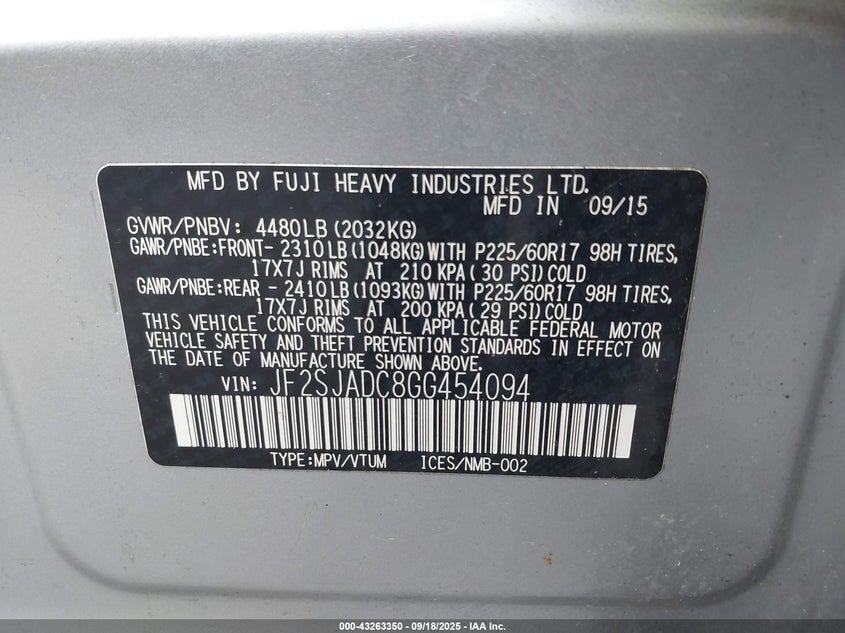 MFD BY FUJI HEAVY INDUSTRIES LTD.
MFD IN 09/15
GVWR/PNBV: 4480LB (2032KG)
GAWR/PNBE:FRONT- 2310LB (1048KG) WITH P225/60R17 98H TIRES,
17X7J RIMS AT 210 KPA ( 30 PSI) COLD
GAWR/PNBE:REAR - 2410LB (1093KG) WITH P225/60R17 98H TIRES,
17X7J RIMS AT 200 KPA ( 29 PSI) COLD
THIS VEHICLE CONFORMS TO ALL APPLICABLE FEDERAL MOTOR
VEHICLE SAFETY AND THEFT PREVENTION STANDARDS IN EFFECT ON
THE DATE OF MANUFACTURE SHOWN ABOVE.
VIN: JF2SJADC8GG454094
TYPE:MPV/VTUM ICES/NMB-002
000-43263350 - 09/18/2025 - IAA Inc.